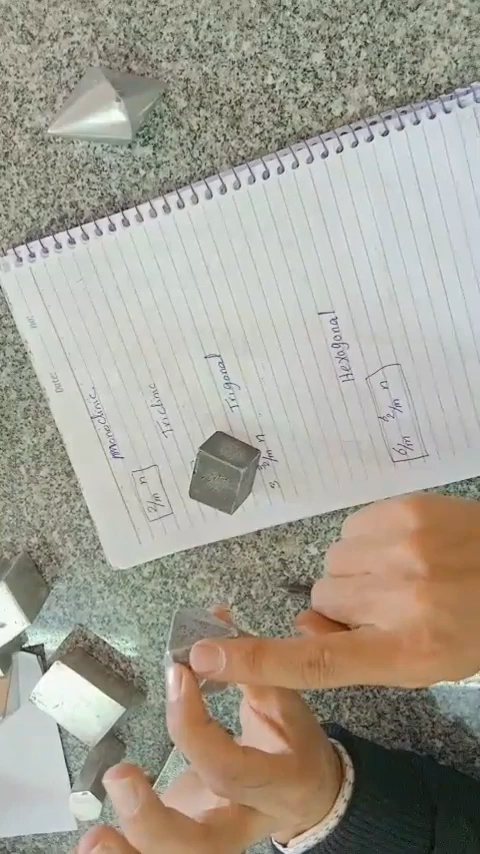 Monoclinic.
2/m n
Triclinic
Trigonal
3 2/m n
Hexagonal
6/m 2/m n